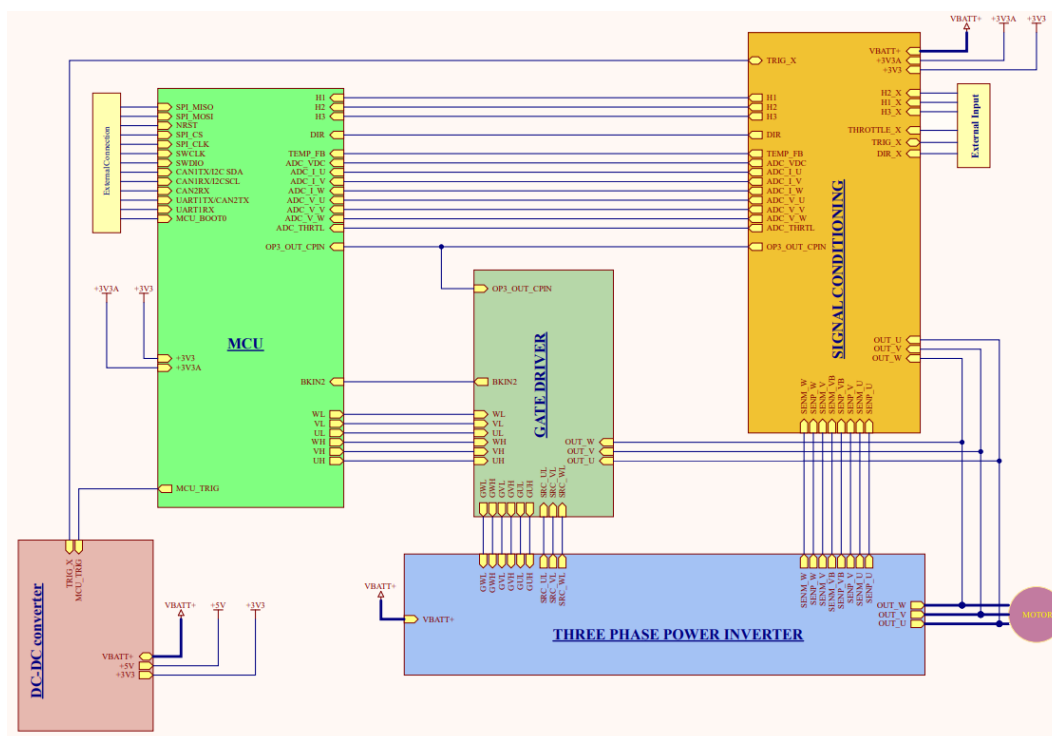 VBATT+ +3V3A +3V3
TRIG_X
VBATT+
+3V3A
+3V3
H1
H2
H3
DIR
TEMP_FB
ADC_VDC
ADC_I_U
ADC_I_V
ADC_I_W
ADC_V_U
ADC_V_V
ADC_V_W
ADC_THRTL
OP3_OUT_CPIN
H1
H2
H3
DIR
TEMP_FB
ADC_VDC
ADC_I_U
ADC_I_V
ADC_I_W
ADC_V_U
ADC_V_V
ADC_V_W
ADC_THRTL
OP3_OUT_CPIN
H2_X
H1_X
H3_X
THROTTLE_X
TRIG_X
DIR_X
External Input
ExternalConnection
SPI_MISO
SPI_MOSI
NRST
SPI_CS
SPI_CLK
SWCLK
SWDIO
CAN1TX/I2C SDA
CAN1RX/I2CSCL
CAN2RX
UART1TX/CAN2TX
UART1RX
MCU_BOOT0
+3V3A +3V3
+3V3
+3V3A
MCU
BKIN2
WL
VL
UL
WH
VH
UH
MCU_TRIG
OP3_OUT_CPIN
BKIN2
WL
VL
UL
WH
VH
UH
GATE DRIVER
OUT_W
OUT_V
OUT_U
GWL
GWH
GVL
GVH
GUL
GUH
SRC_UL
SRC_VL
SRC_WL
SIGNAL CONDITIONING
OUT_U
OUT_V
OUT_W
SENM_W
SENP_W
SENM_V
SENM_VB
SENP_VB
SENP_V
SENM_U
SENP_U
TRIG_X
MCU_TRIG
DC-DC converter
VBATT+ +5V +3V3
VBATT+
+5V
+3V3
VBATT+
VBATT+
GWL
GWH
GVL
GVH
GUL
GUH
SRC_UL
SRC_VL
SRC_WL
SENM_W
SENP_W
SENM_V
SENM_VB
SENP_VB
SENP_V
SENM_U
SENP_U
THREE PHASE POWER INVERTER
OUT_W
OUT_V
OUT_U
MOTOR